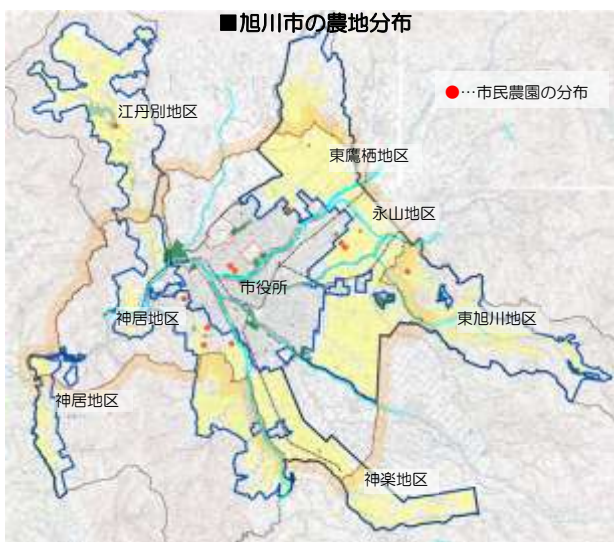 ■旭川市の農地分布
●…市民農園の分布
江丹別地区
東鷹栖地区
永山地区
市役所
神居地区
東旭川地区
神居地区
神楽地区